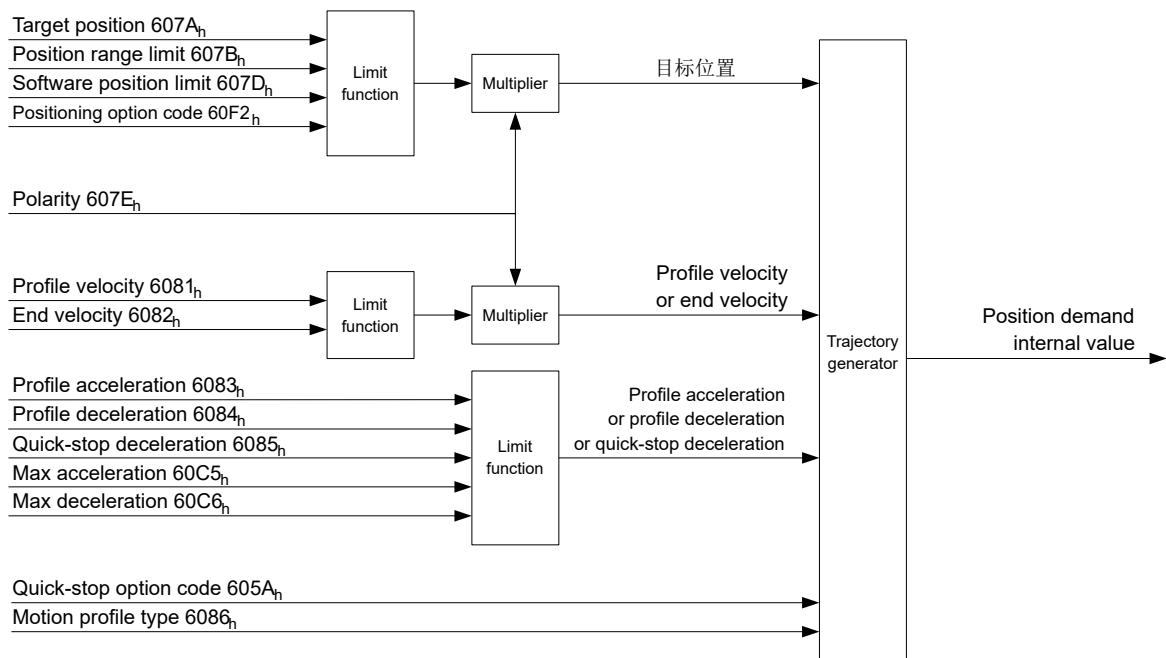 Target position 607Ah
Position range limit 607Bh
Software position limit 607Dh
Positioning option code 60F2h
Limit
function
Multiplier
目标位置
Polarity 607Eh
Profile velocity 6081h
End velocity 6082h
Limit
function
Multiplier
Profile velocity
or end velocity
Trajectory
generator
Position demand
internal value
Profile acceleration 6083h
Profile deceleration 6084h
Quick-stop deceleration 6085h
Max acceleration 60C5h
Max deceleration 60C6h
Limit
function
Profile acceleration
or profile deceleration
or quick-stop deceleration
Quick-stop option code 605Ah
Motion profile type 6086h